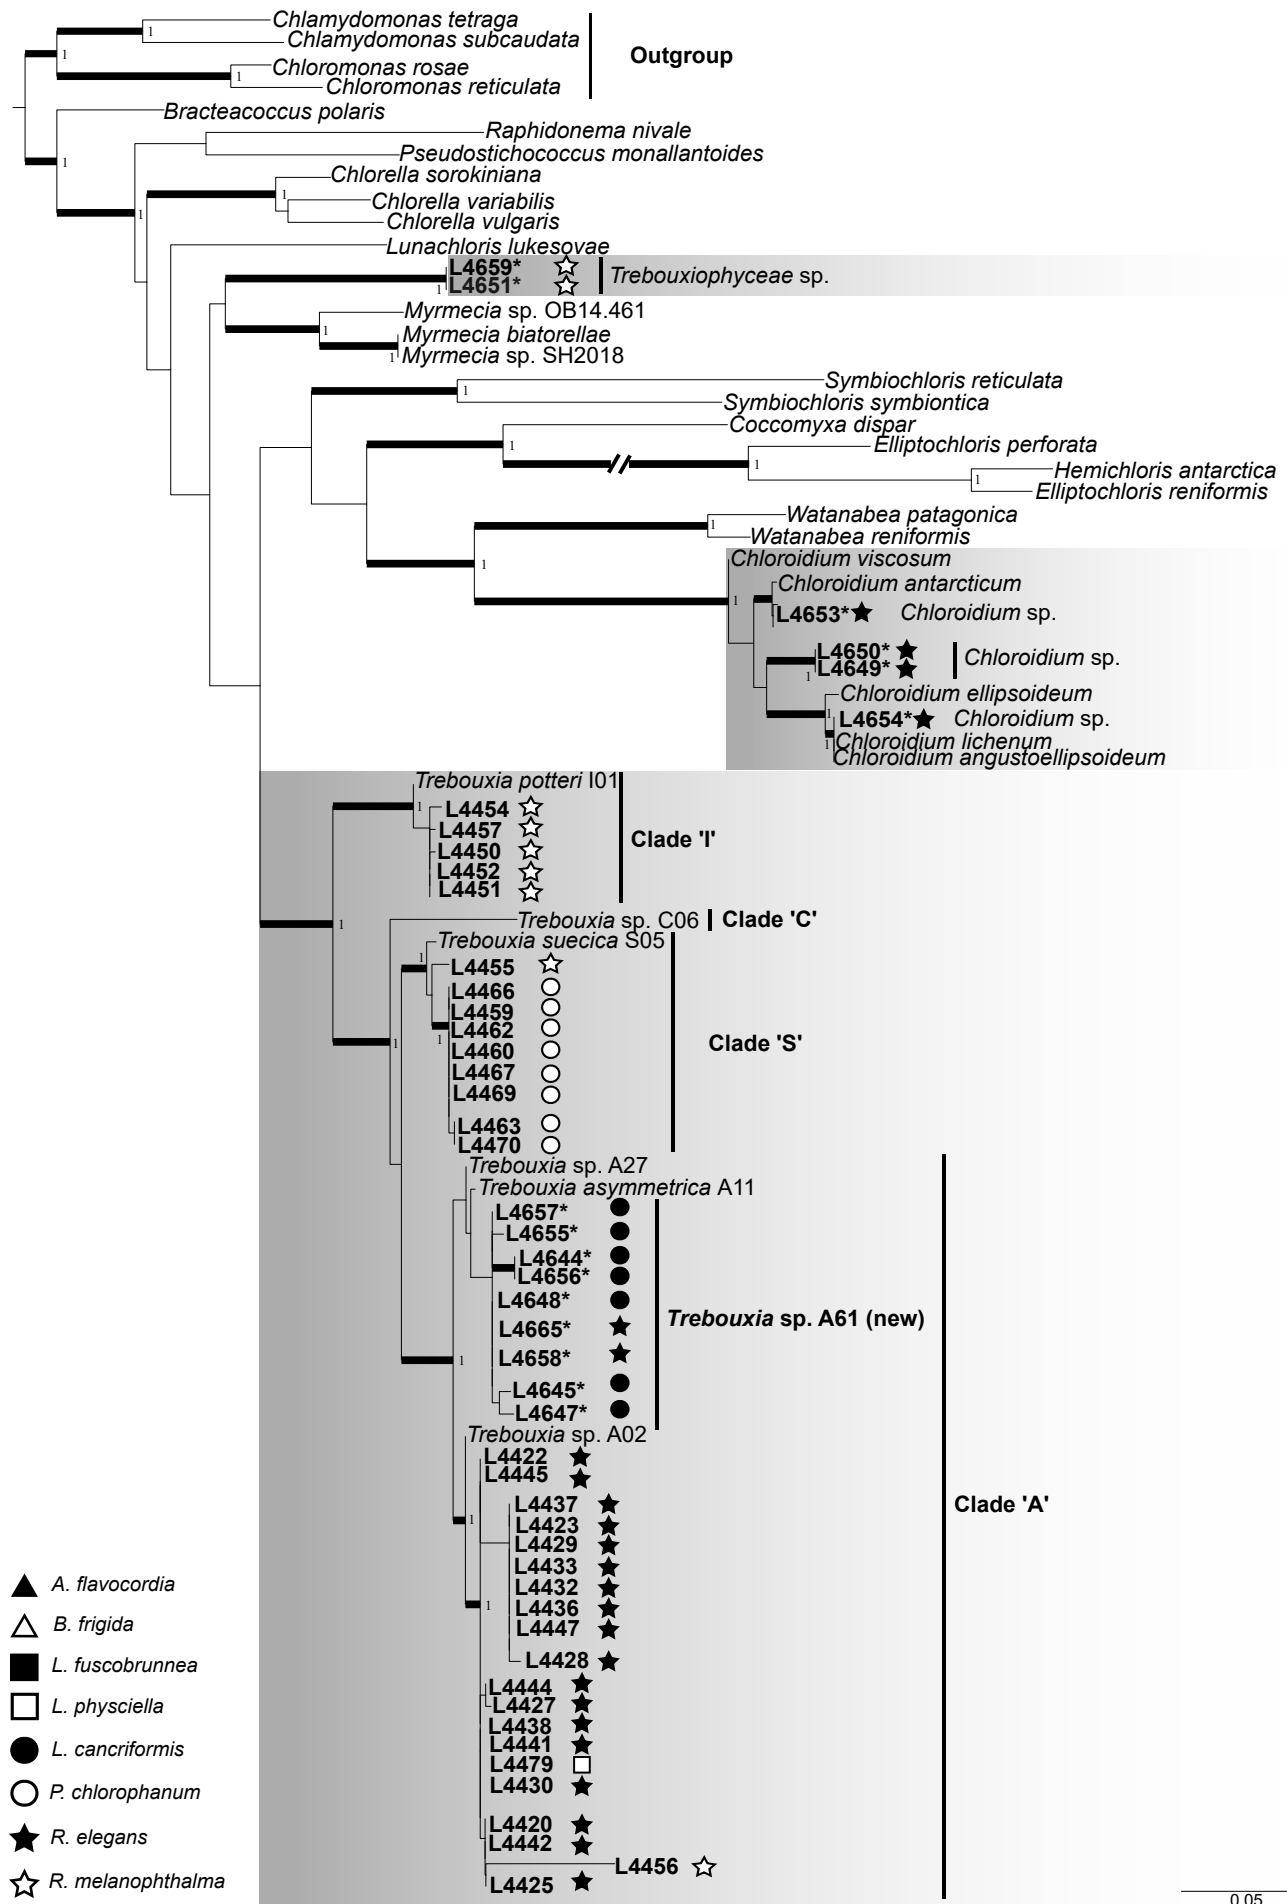 Chlamydomonas tetraga
1
Chlamydomonas subcaudata
1
Outgroup
Chloromonas rosae
1
Chloromonas reticulata
Bracteacoccus polaris
Raphidonema nivale
1
Pseudostichococcus monallantoides
Chlorella sorokiniana
1
Chlorella variabilis
1
Chlorella vulgaris
Lunachloris lukesovae
L4659*
Trebouxiophyceae sp.
L4651*
1
Myrmecia sp. OB14.461
1
Myrmecia biatorellae
Myrmecia sp. SH2018
1
Symbiochloris reticulata
1
Symbiochloris symbiontica
Coccomyxa dispar
1
Elliptochloris perforata
1
Hemichloris antarctica
1
Elliptochloris reniformis
Watanabea patagonica
1
Watanabea reniformis
Chloroidium viscosum
1
Chloroidium antarcticum
1
L4653* Chloroidium sp.
L4650*
Chloroidium sp.
L4649*
1
Chloroidium ellipsoideum
1
L4654* Chloroidium sp.
Chloroidium lichenum
1
Chloroidium angustoellipsoideum
Trebouxia potteri I01
1
L4454
L4457
Clade 'I'
L4450
L4452
L4451
Trebouxia sp. C06
Clade 'C'
1
Trebouxia suecica S05
1
L4455
L4466
L4459
L4462
1
Clade 'S'
1
L4460
L4467
L4469
L4463
L4470
Trebouxia sp. A27
Trebouxia asymmetrica A11
L4657*
L4655*
L4644*
L4656*
L4648*
Trebouxia sp. A61 (new)
L4665*
L4658*
1
L4645*
L4647*
Trebouxia sp. A02
L4422
L4445
L4437
Clade 'A'
L4423
1
L4429
L4433
L4432
1
L4436
L4447
L4428
L4444
L4427
L4438
L4441
L4479
L4430
L4420
L4442
L4456
L4425
A. flavocordia
B. frigida
L. fuscobrunnea
L. physciella
L. cancriformis
P. chlorophanum
R. elegans
R. melanophthalma
0.05